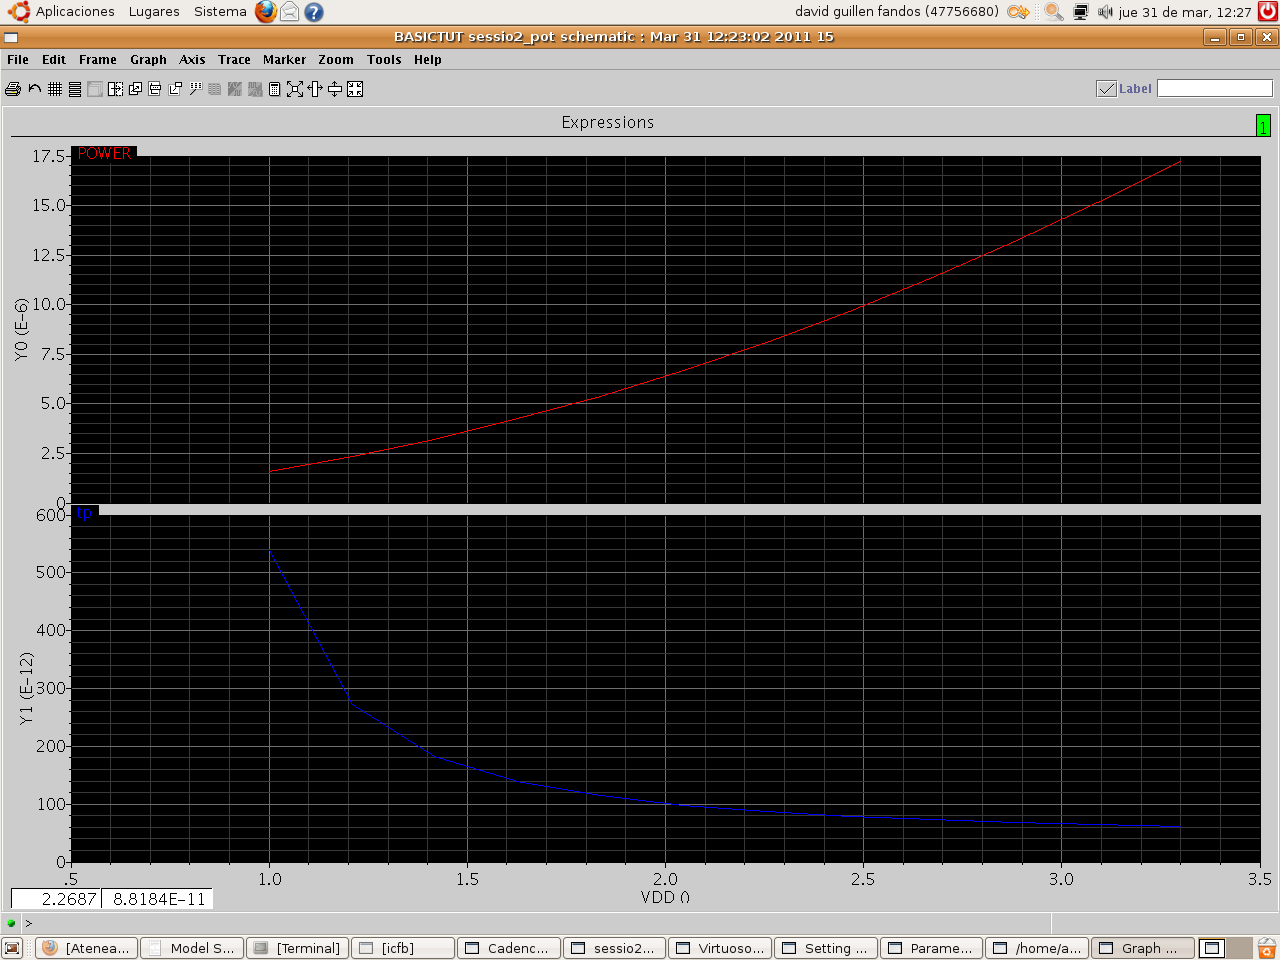 Aplicaciones Lugares Sistema david guillen fandos (47756680) jue 31 de mar, 12:27
BASICTUT sessio2_pot schematic : Mar 31 12:23:02 2011 15
File Edit Frame Graph Axis Trace Marker Zoom Tools Help
Label
Expressions
1
POWER
17.5
15.0
12.5
10.0
7.5
5.0
2.5
0
Y0 (E-6)
tp
600
500
400
300
200
100
0
Y1 (E-12)
.5 1.0 1.5 2.0 2.5 3.0 3.5
VDD ()
2.2687 8.8184E-11
>
[Atenea... Model S... [Terminal] [icfb] Cadenc... sessio2... Virtuoso... Setting ... Parame... /home/a... Graph ...